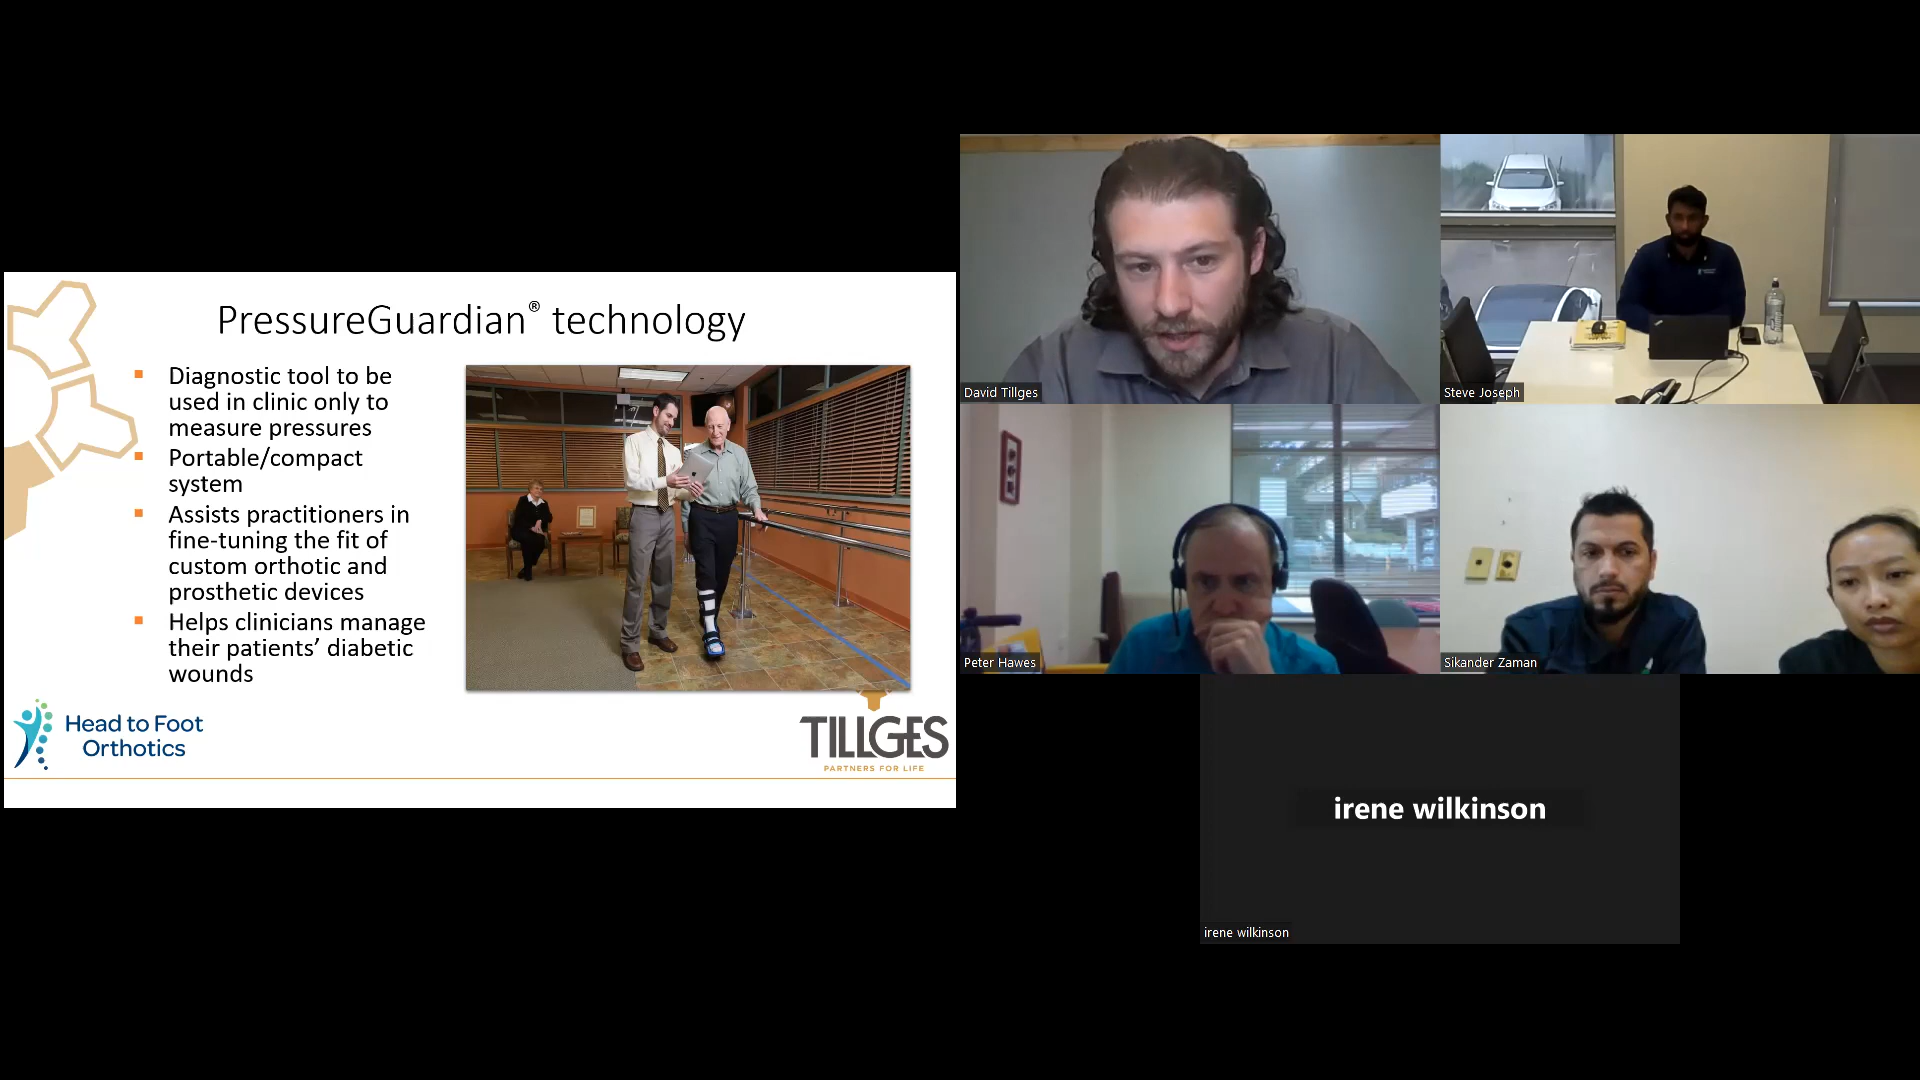 PressureGuardian® technology
▪ Diagnostic tool to be
used in clinic only to
measure pressures
▪ Portable/compact
system
▪ Assists practitioners in
fine-tuning the fit of
custom orthotic and
prosthetic devices
▪ Helps clinicians manage
their patients’ diabetic
wounds
Head to Foot
Orthotics
TILLGES
PARTNERS FOR LIFE
David Tillges
Steve Joseph
Peter Hawes
Sikander Zaman
irene wilkinson
irene wilkinson